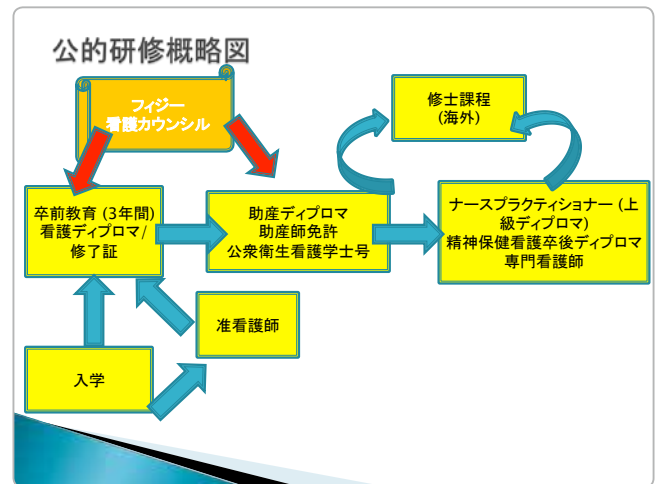 公的研修概略図
フィジー
看護カウンシル
修士課程
(海外)
卒前教育 (3年間)
看護ディプロマ/
修了証
助産ディプロマ
助産師免許
公衆衛生看護学士号
ナースプラクティショナー (上
級ディプロマ)
精神保健看護卒後ディプロマ
専門看護師
准看護師
入学